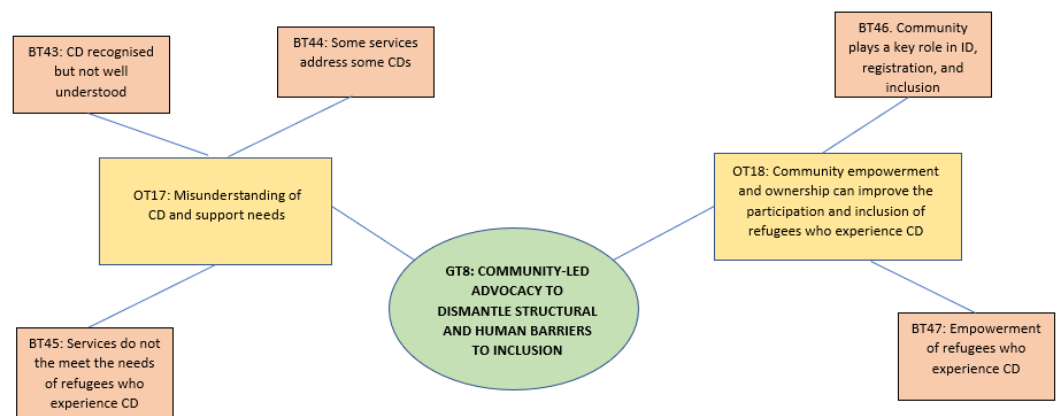 BT43: CD recognised
but not well
understood
BT44: Some services
address some CDs
BT46. Community
plays a key role in ID,
registration, and
inclusion
OT17: Misunderstanding of
CD and support needs
OT18: Community empowerment
and ownership can improve the
participation and inclusion of
refugees who experience CD
GT8: COMMUNITY-LED
ADVOCACY TO
DISMANTLE STRUCTURAL
AND HUMAN BARRIERS
TO INCLUSION
BT45: Services do not
the meet the needs
of refugees who
experience CD
BT47: Empowerment
of refugees who
experience CD